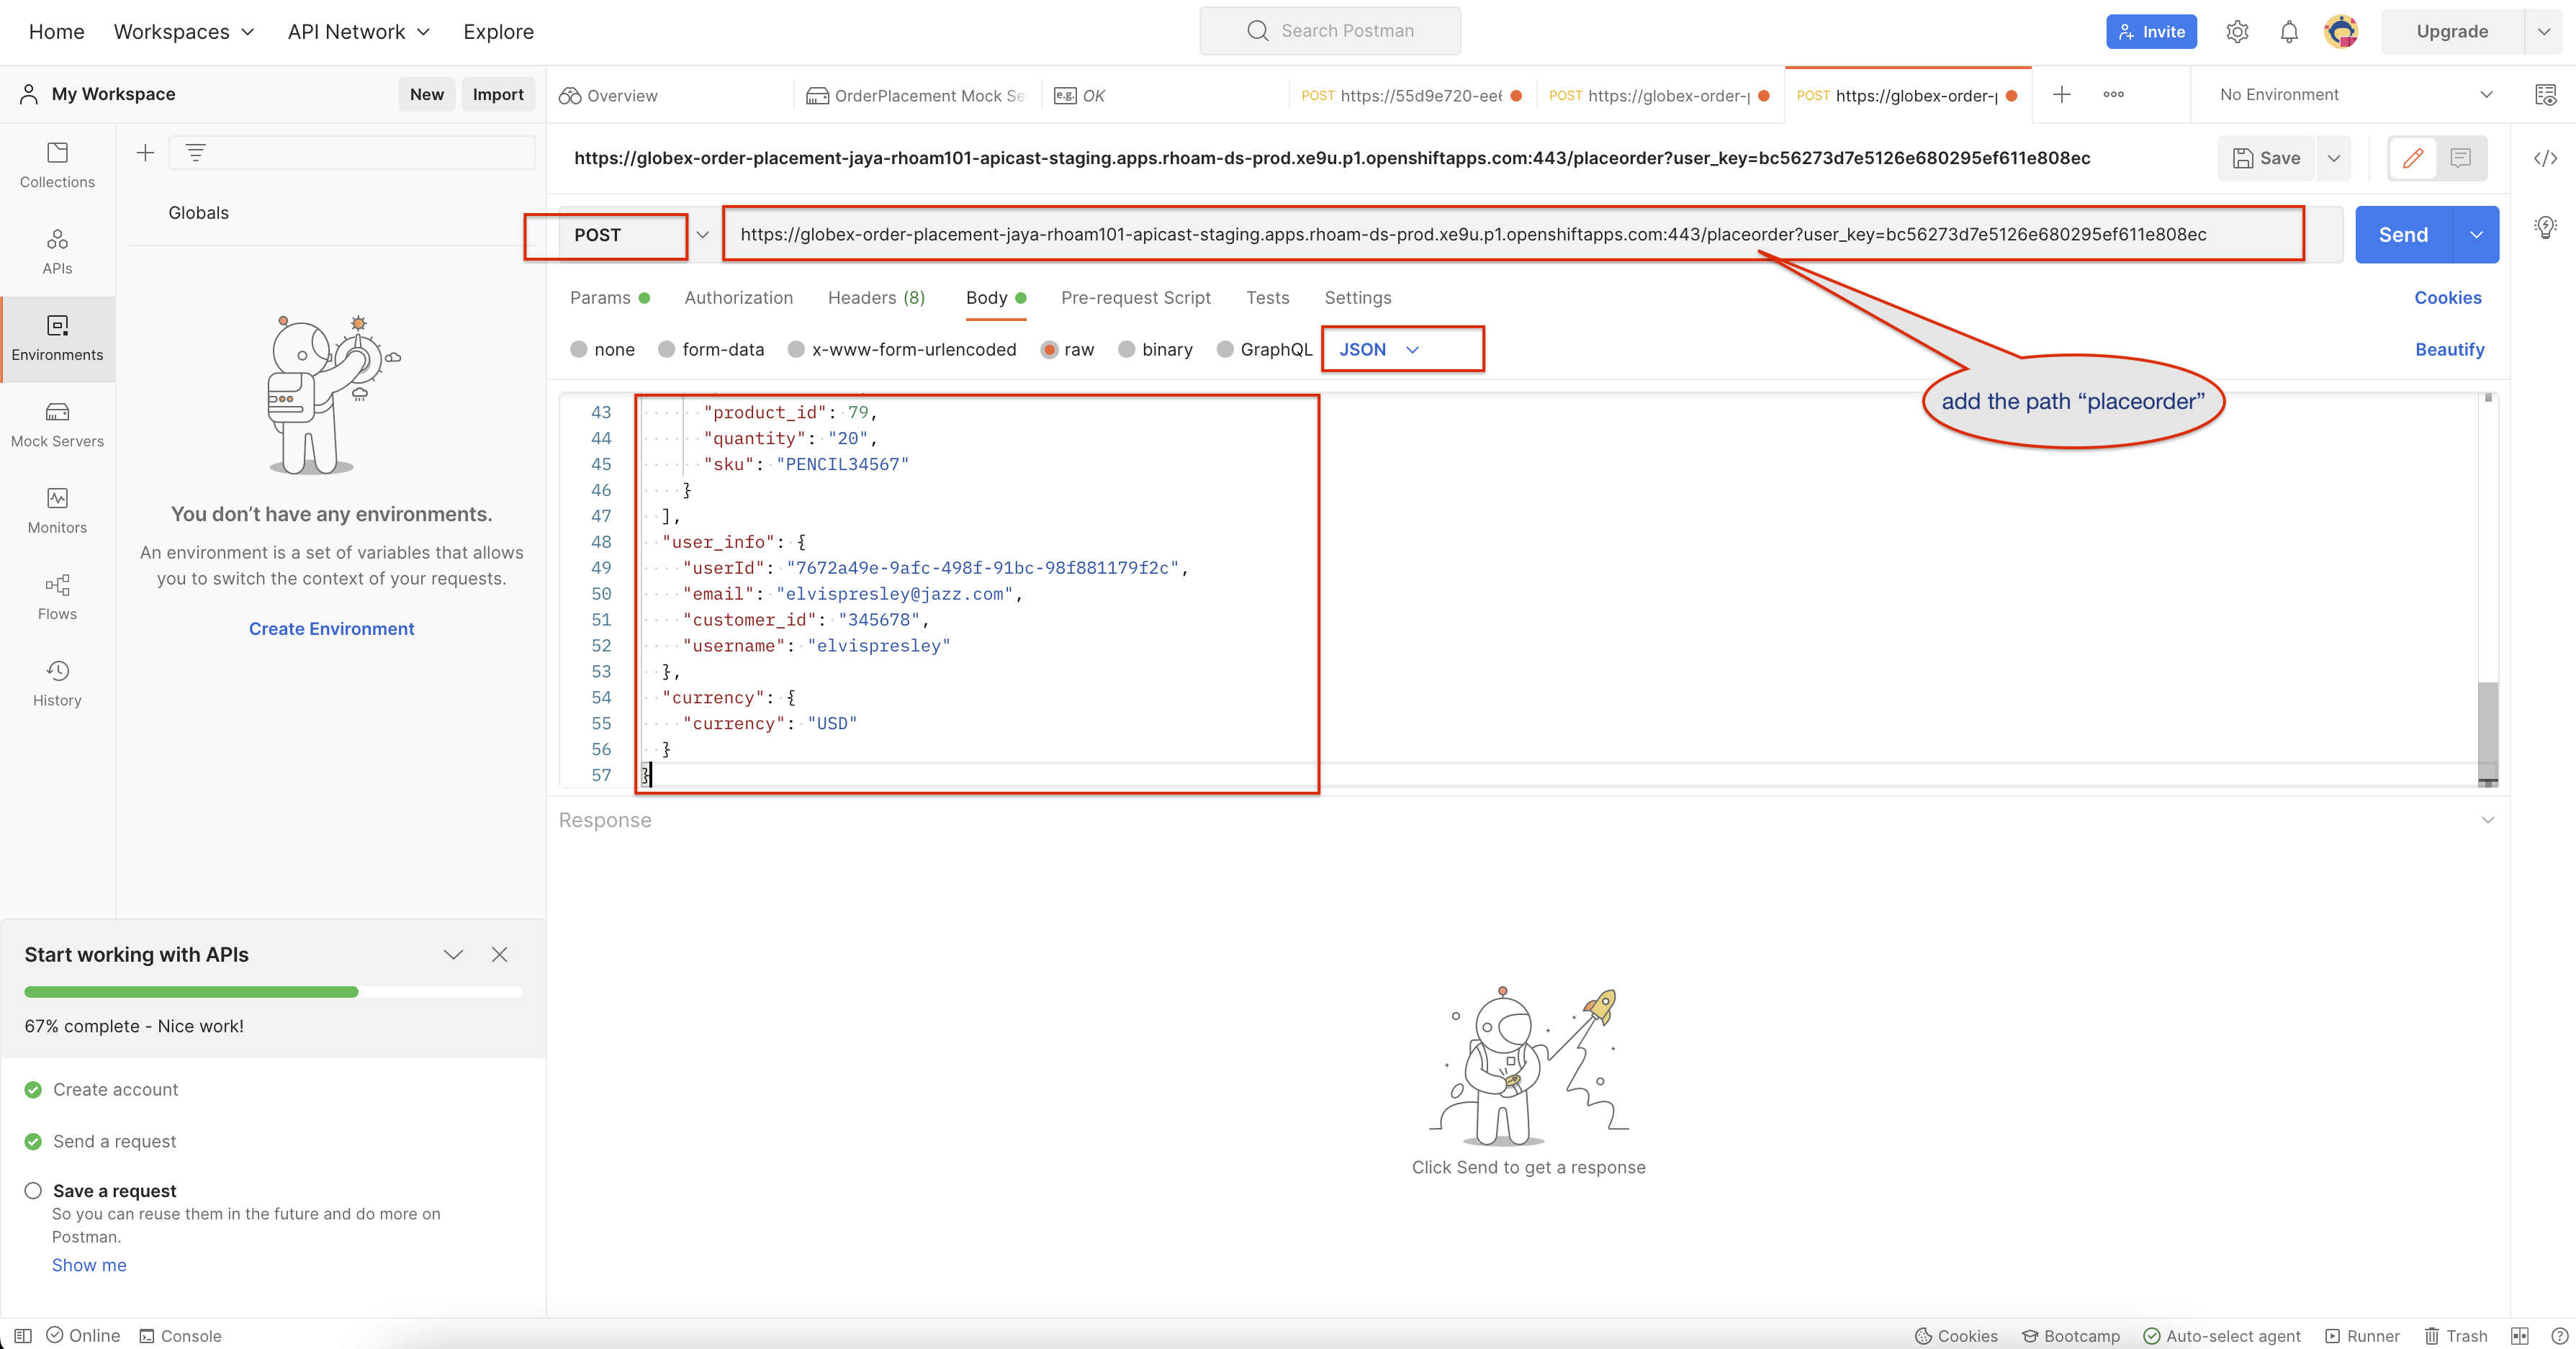 Home Workspaces API Network Explore Search Postman Invite Upgrade
My Workspace New Import Overview OrderPlacement Mock Se e.g. OK POST https://55d9e720-ee6 POST https://globex-order-p POST https://globex-order-p No Environment
https://globex-order-placement-jaya-rhoam101-apicast-staging.apps.rhoam-ds-prod.xe9u.p1.openshiftapps.com:443/placeorder?user_key=bc56273d7e5126e680295ef611e808ec Save
Collections
Globals
POST https://globex-order-placement-jaya-rhoam101-apicast-staging.apps.rhoam-ds-prod.xe9u.p1.openshiftapps.com:443/placeorder?user_key=bc56273d7e5126e680295ef611e808ec Send
APIs
Params Authorization Headers (8) Body Pre-request Script Tests Settings Cookies
Environments
none form-data x-www-form-urlencoded raw binary GraphQL JSON Beautify
add the path “placeorder”
Mock Servers
Monitors
Flows
History
You don’t have any environments.
An environment is a set of variables that allows
you to switch the context of your requests.
Create Environment
43 "product_id": 79,
44 "quantity": "20",
45 "sku": "PENCIL34567"
46 }
47 ],
48 "user_info": {
49 "userId": "7672a49e-9afc-498f-91bc-98f881179f2c",
50 "email": "elvispresley@jazz.com",
51 "customer_id": "345678",
52 "username": "elvispresley"
53 },
54 "currency": {
55 "currency": "USD"
56 }
57 }
Response
Click Send to get a response
Start working with APIs
67% complete - Nice work!
Create account
Send a request
Save a request
So you can reuse them in the future and do more on
Postman.
Show me
Online Console Cookies Bootcamp Auto-select agent Runner Trash